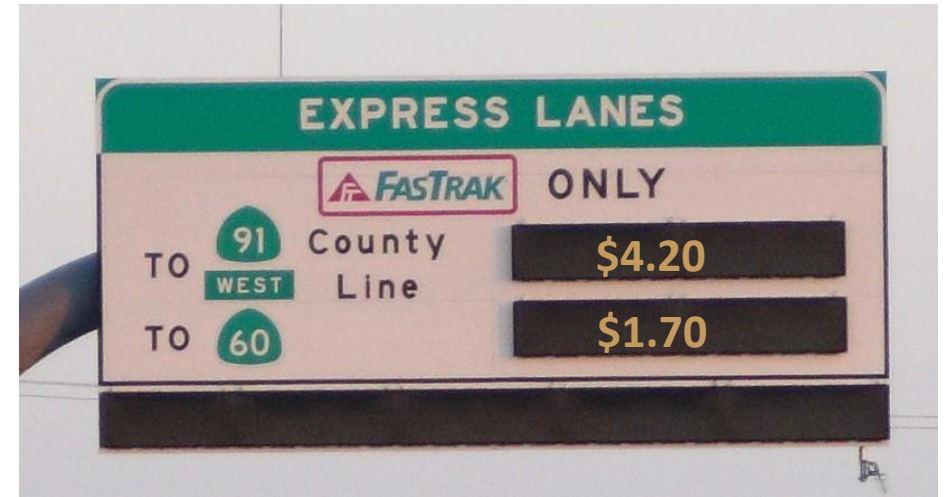 EXPRESS LANES
FASTRAK ONLY
TO 91 WEST County Line $4.20
TO 60 $1.70